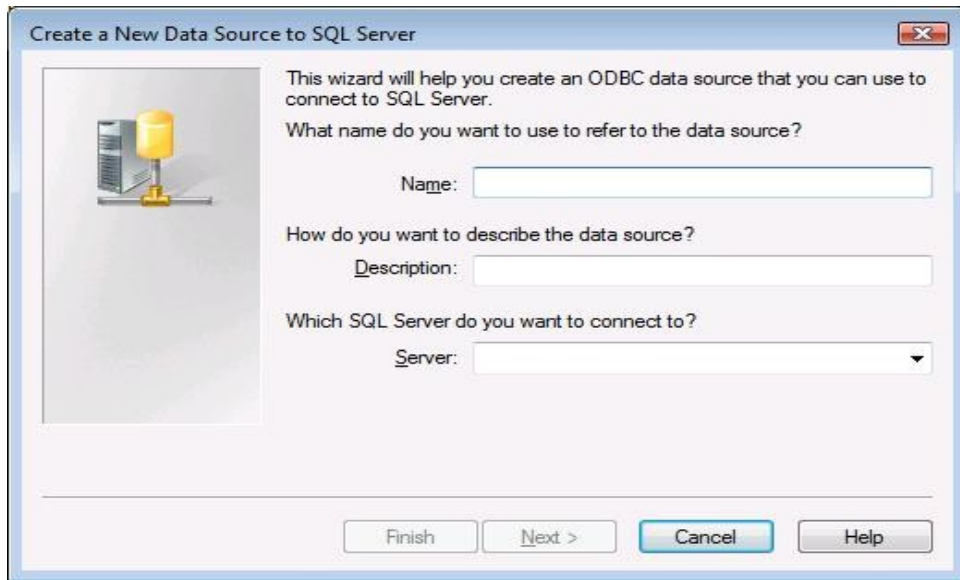 Create a New Data Source to SQL Server
This wizard will help you create an ODBC data source that you can use to
connect to SQL Server.
What name do you want to use to refer to the data source?
Name:
How do you want to describe the data source?
Description:
Which SQL Server do you want to connect to?
Server:
Finish
Next >
Cancel
Help